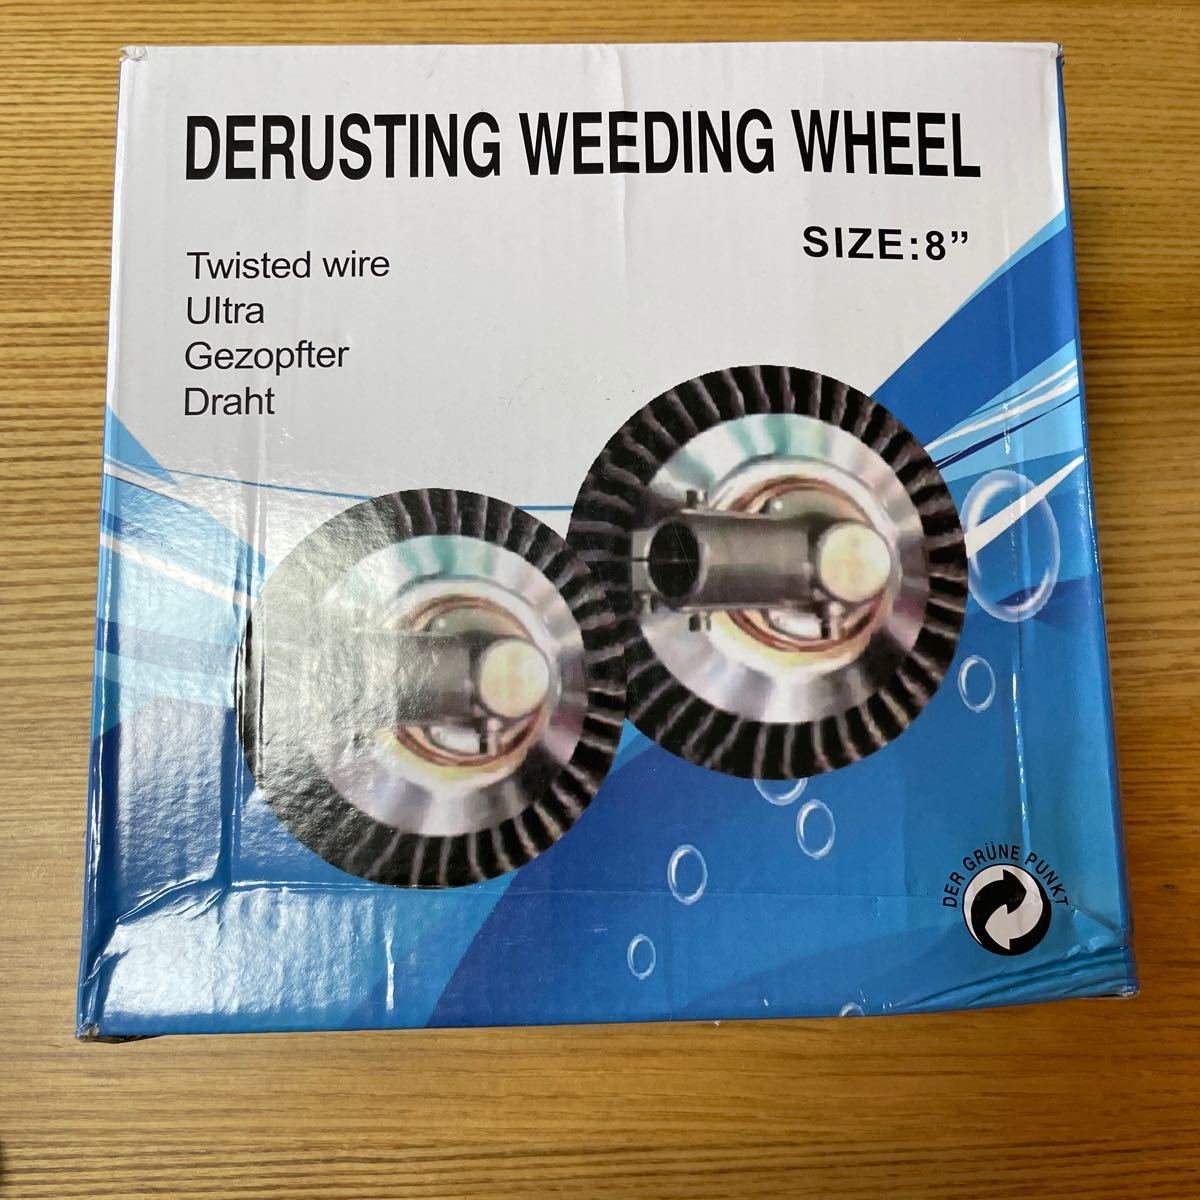 DERUSTING WEEDING WHEEL
SIZE:8”
Twisted wire
Ultra
Gezopfter
Draht
DER GRÜNE PUNKT